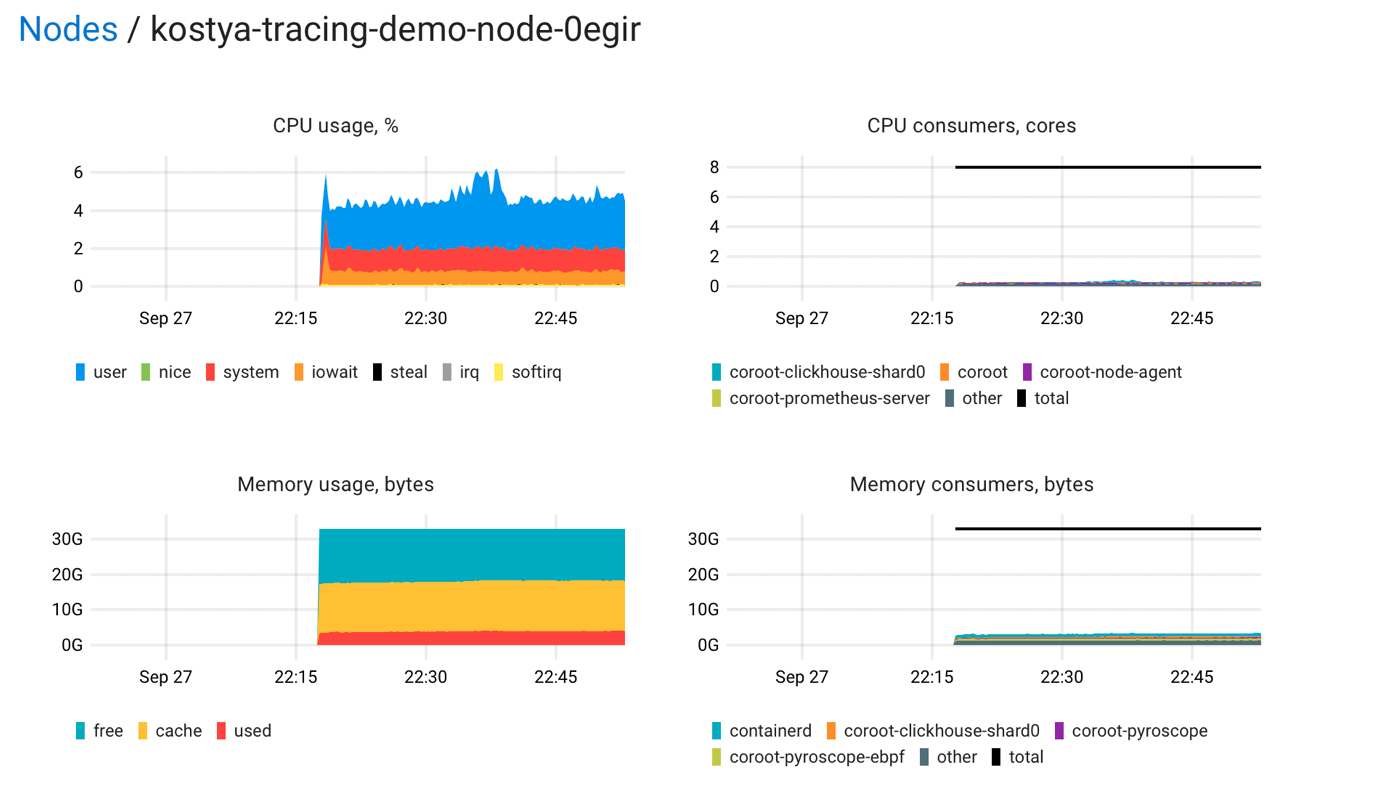 Nodes / kostya-tracing-demo-node-0egir
CPU usage, %
6
4
2
0
Sep 27 22:15 22:30 22:45
user nice system iowait steal irq softirq
CPU consumers, cores
8
6
4
2
0
Sep 27 22:15 22:30 22:45
coroot-clickhouse-shard0 coroot coroot-node-agent
coroot-prometheus-server other total
Memory usage, bytes
30G
20G
10G
0G
Sep 27 22:15 22:30 22:45
free cache used
Memory consumers, bytes
30G
20G
10G
0G
Sep 27 22:15 22:30 22:45
containerd coroot-clickhouse-shard0 coroot-pyroscope
coroot-pyroscope-ebpf other total